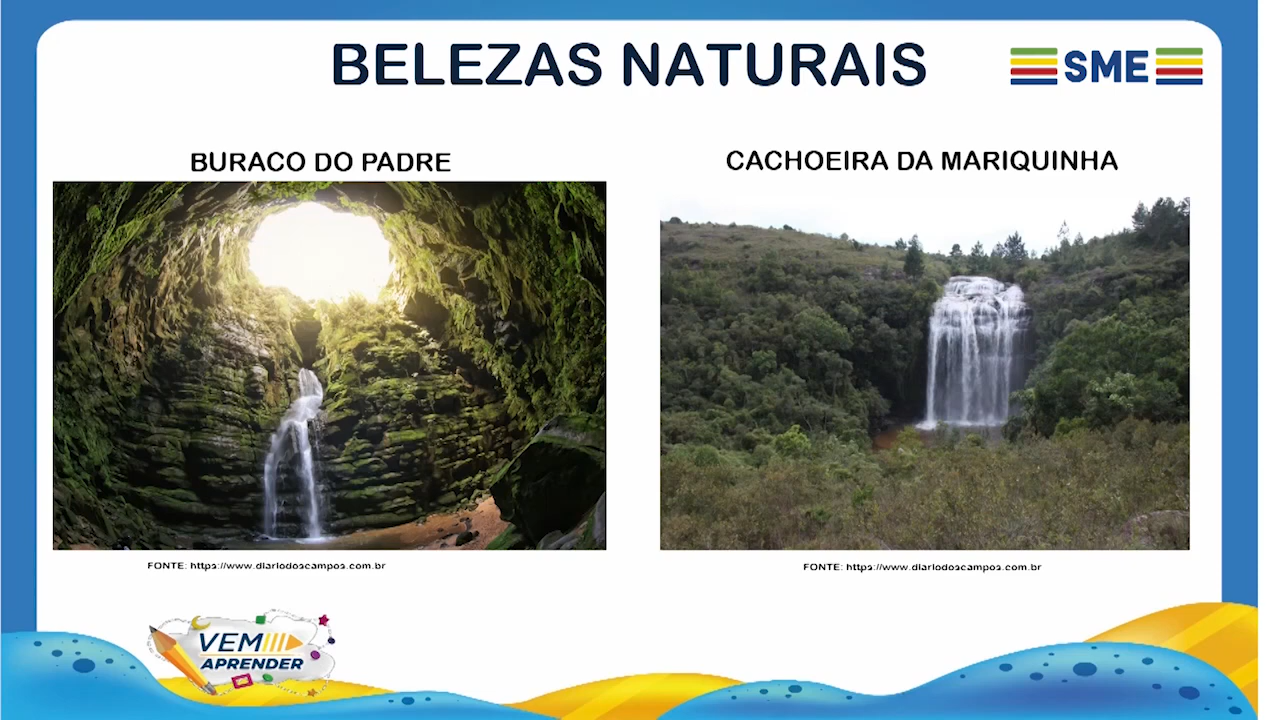 BELEZAS NATURAIS
SME
BURACO DO PADRE
CACHOEIRA DA MARIQUINHA
FONTE: https://www.diariodoscampos.com.br
FONTE: https://www.diariodoscampos.com.br
VEM
APRENDER